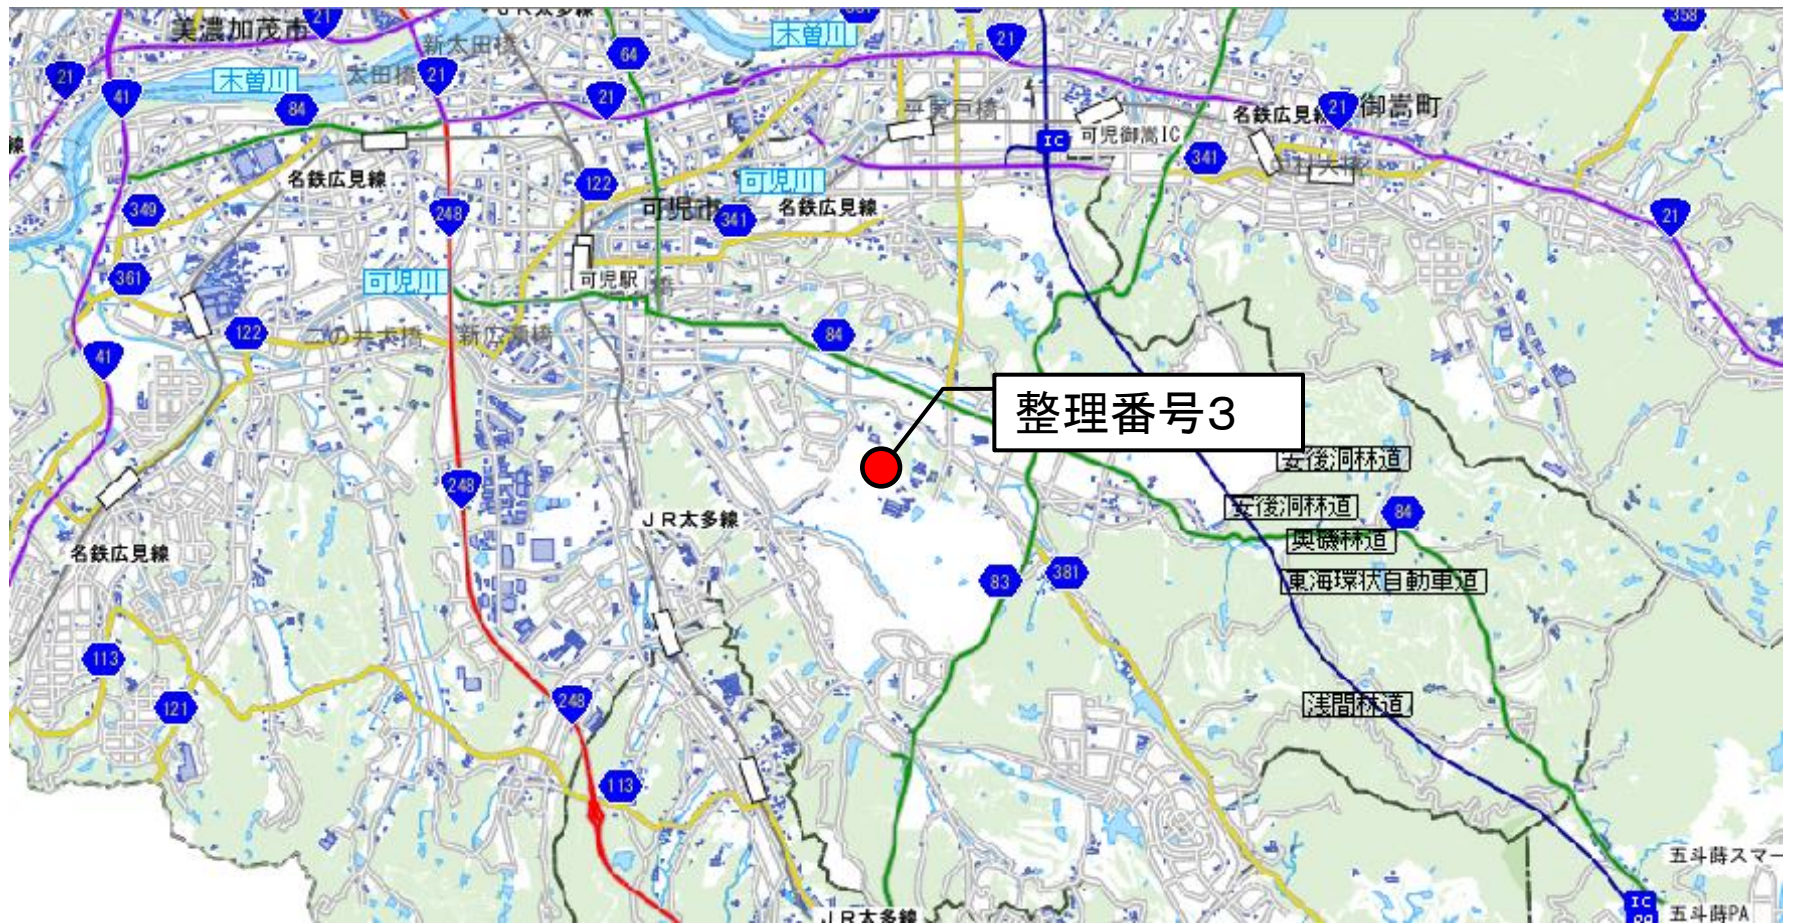 21
358
美濃加茂市
新太田橋
木曽川
21
64
21
太田橋
21
木曽川
41
84
21
名鉄広見線
21
御嵩町
IC
可児御嵩IC
341
名鉄広見線
122
可児川
349
248
可児市
341
名鉄広見線
21
361
可児川
可児駅
122
新広瀬橋
84
41
整理番号3
248
JR太多線
安後洞林道
安後洞林道
84
奥磯林道
東海環状自動車道
名鉄広見線
83
381
113
121
248
浅間林道
113
五斗蒔スマー
IC
五斗蒔PA
JR太多線